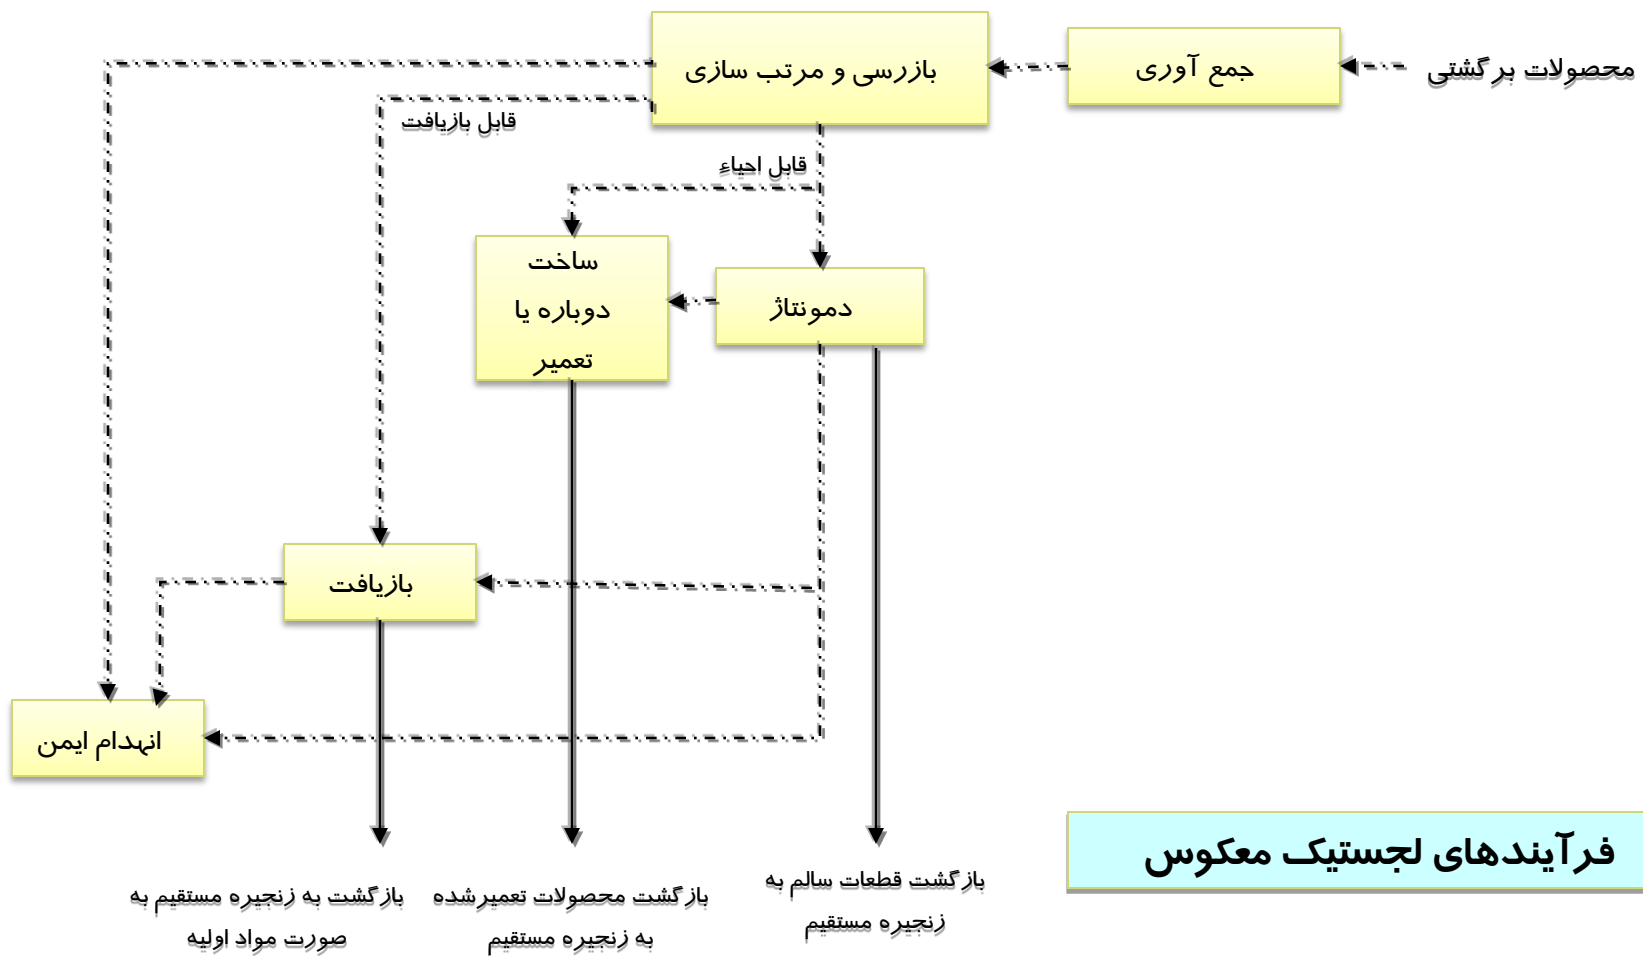 محصولات برگشتی
جمع آوری
بازرسی و مرتب سازی
قابل بازیافت
قابل احیاء
ساخت
دوباره یا
تعمیر
دمونتاژ
بازیافت
انهدام ایمن
فرآیندهای لجستیک معکوس
بازگشت قطعات سالم به
زنجیره مستقیم
بازگشت محصولات تعمیرشده
به زنجیره مستقیم
بازگشت به زنجیره مستقیم به
صورت مواد اولیه